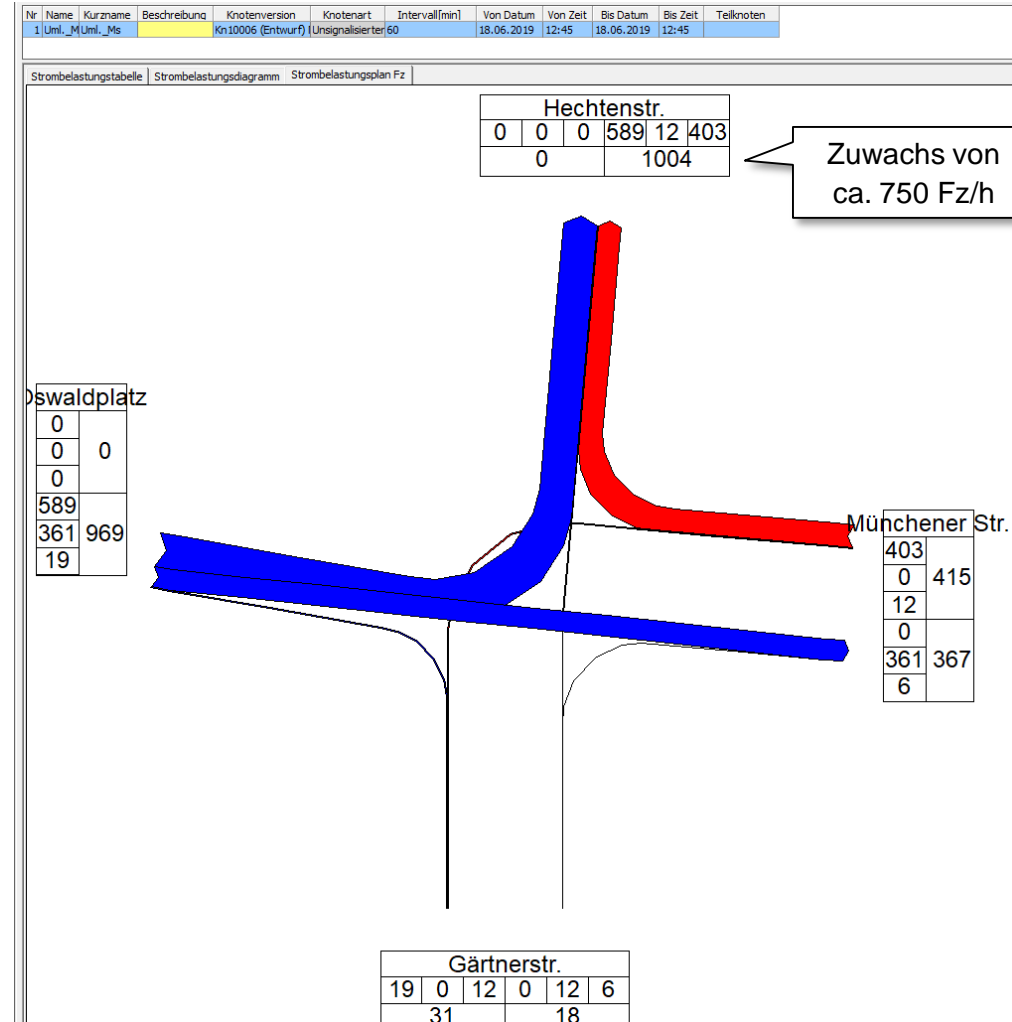 Nr Name Kurzname Beschreibung Knotenversion Knotenart Intervall[min] Von Datum Von Zeit Bis Datum Bis Zeit Teilknoten
1 Uml._M Uml._Ms Kn10006 (Entwurf) Unsignalisierter 60 18.06.2019 12:45 18.06.2019 12:45
Strombelastungstabelle Strombelastungsdiagramm Strombelastungsplan Fz
Hechtenstr.
0 0 0 589 12 403
0 1004
Zuwachs von
ca. 750 Fz/h
Oswaldplatz
0
0 0
0
589
361 969
19
Münchener Str.
403
0 415
12
0
361 367
6
Gärtnerstr.
19 0 12 0 12 6
31 18